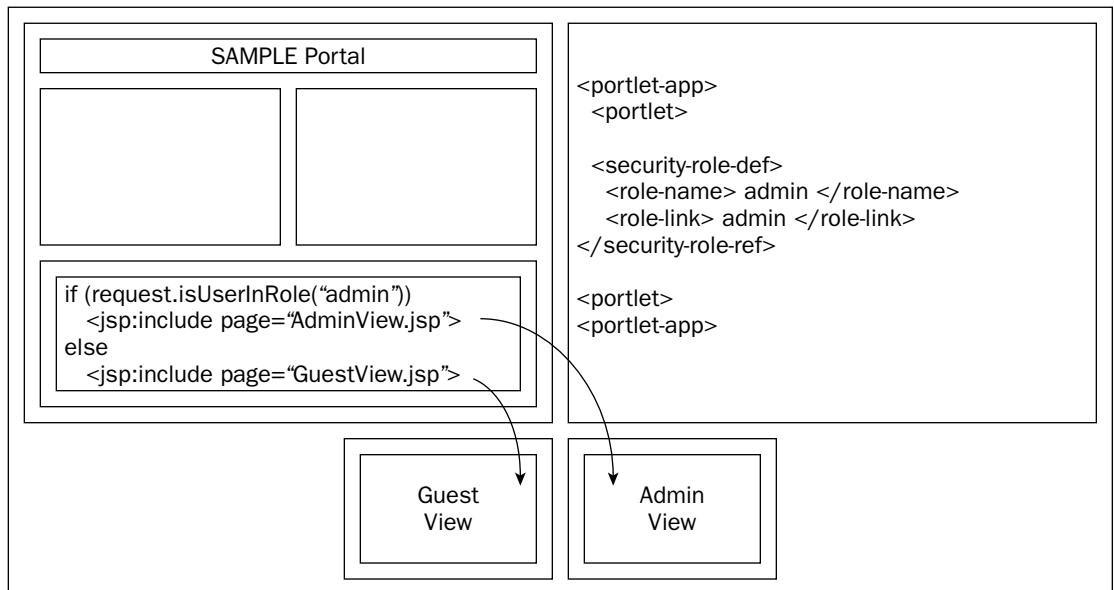 SAMPLE Portal
if (request.isUserInRole(“admin”))
<jsp:include page=“AdminView.jsp”>
else
<jsp:include page=“GuestView.jsp”>
<portlet-app>
<portlet>
<security-role-def>
<role-name> admin </role-name>
<role-link> admin </role-link>
</security-role-ref>
<portlet>
<portlet-app>
Guest
View
Admin
View